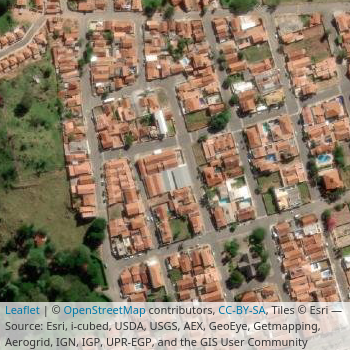 Leaflet | © OpenStreetMap contributors, CC-BY-SA, Tiles © Esri —
Source: Esri, i-cubed, USDA, USGS, AEX, GeoEye, Getmapping,
Aerogrid, IGN, IGP, UPR-EGP, and the GIS User Community